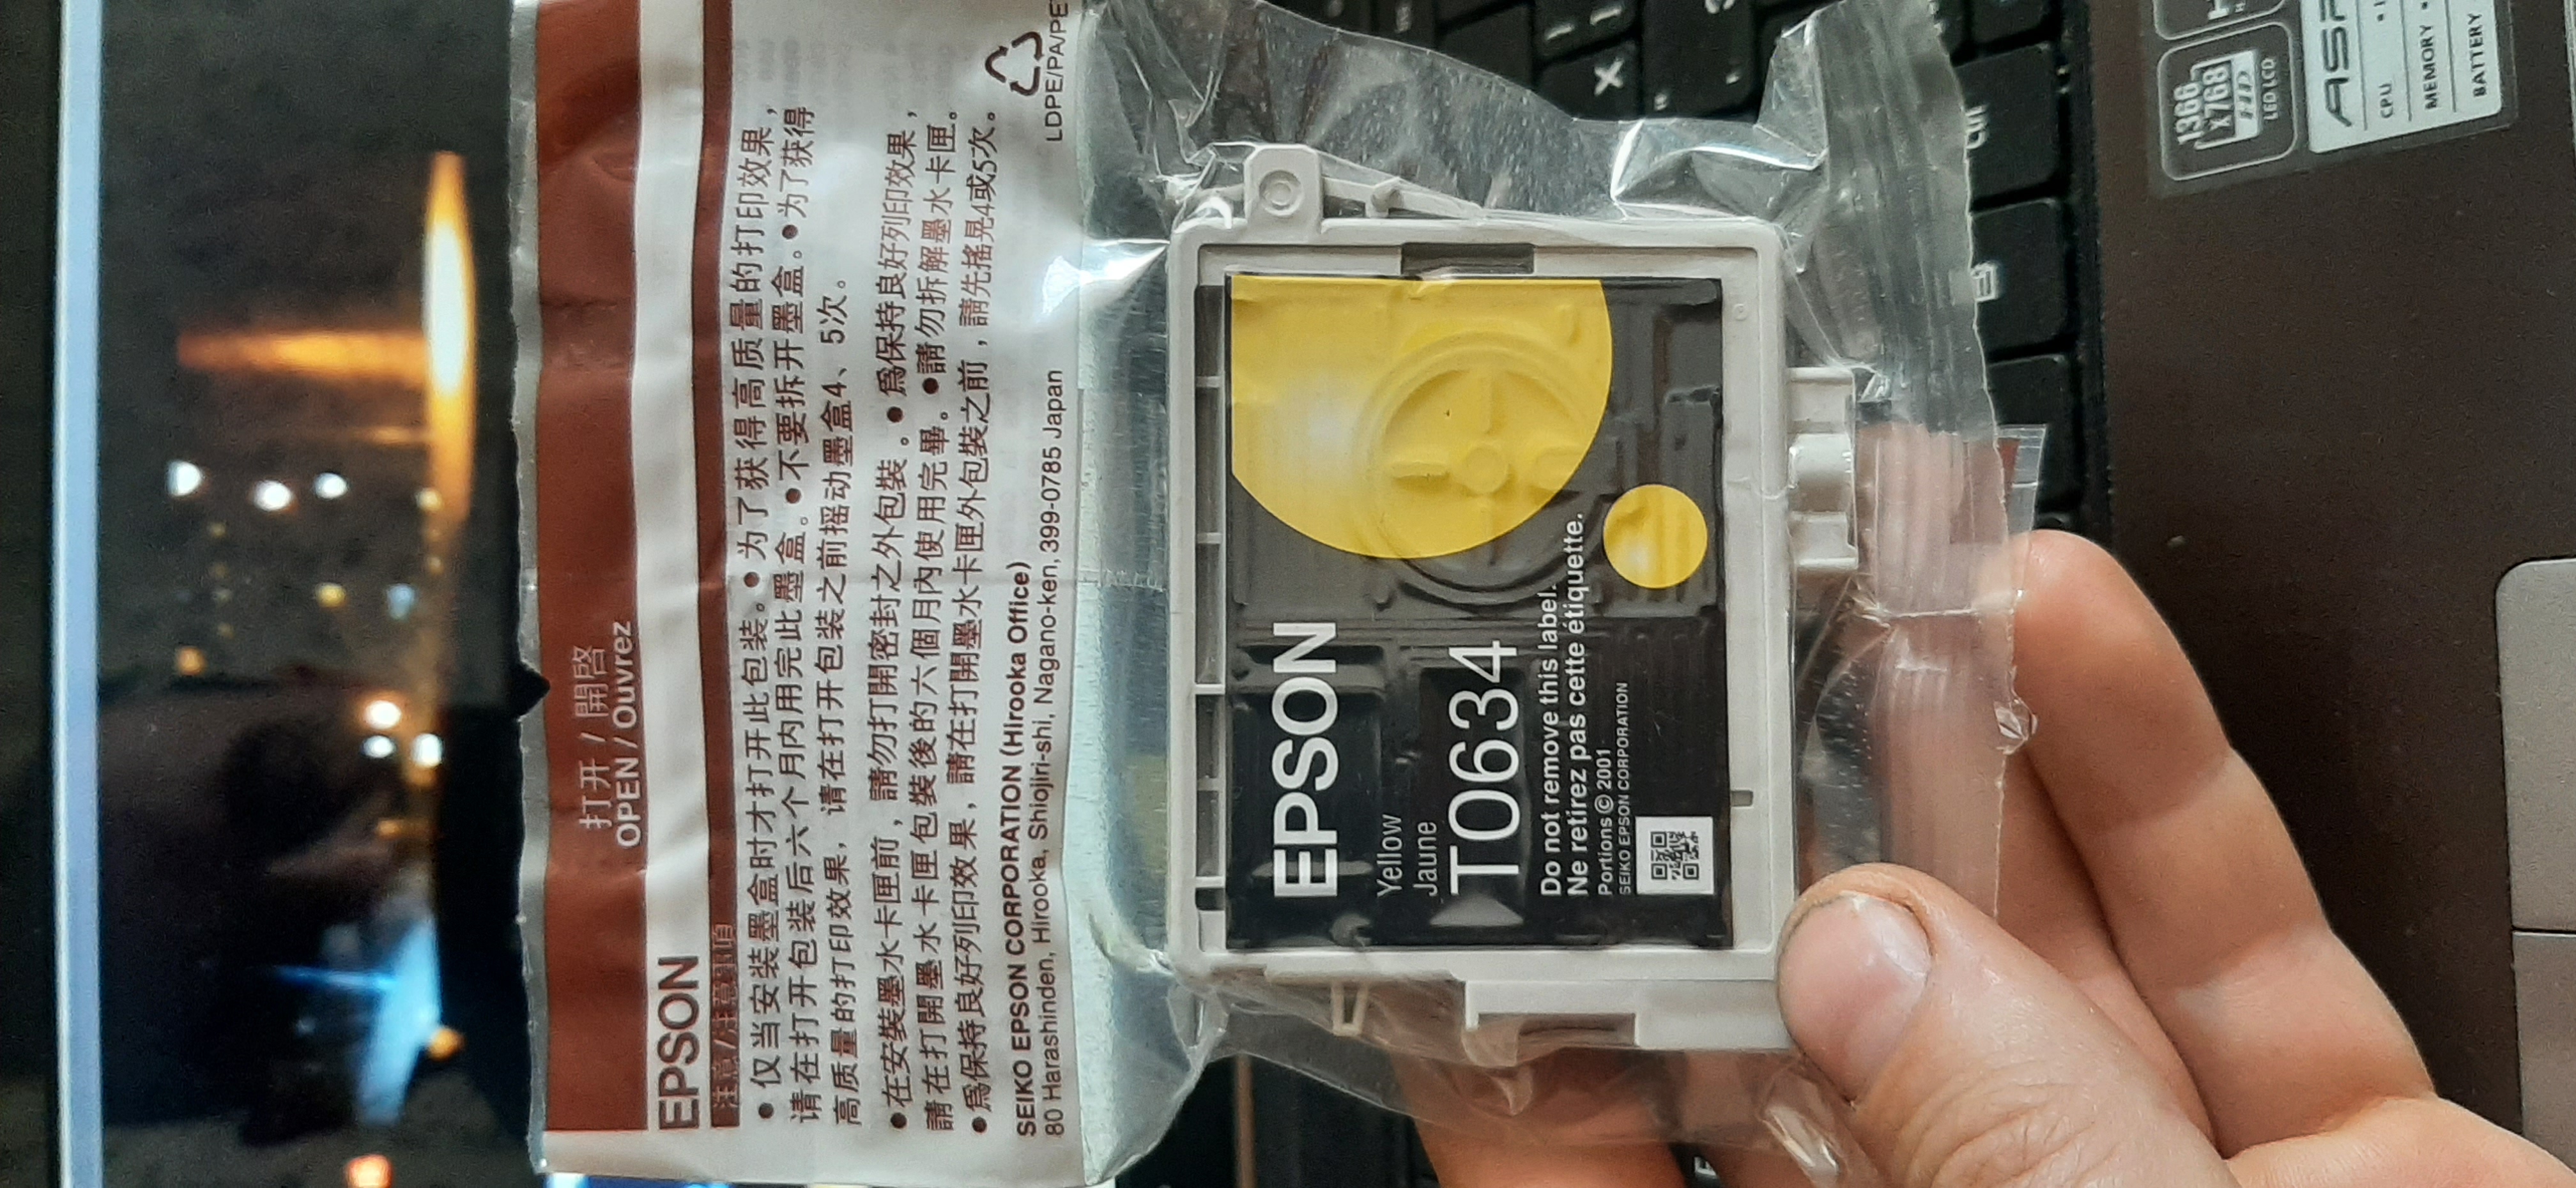 打开 / 開啓
OPEN / Ouvrez
EPSON
注意/注意事項
• 仅当安装墨盒时才打开此包装。• 为了获得高质量的打印效果，
请在打开包装后六个月内用完此墨盒。• 不要拆开墨盒。• 为了获得
高质量的打印效果，请在打开包装之前摇动墨盒4、5次。
• 在安裝墨水卡匣前，請勿打開密封之外包裝。• 爲保持良好列印效果，
請在打開墨水卡匣包裝後的六個月內使用完畢。• 請勿拆解墨水卡匣。
• 爲保持良好列印效果，請在打開墨水卡匣外包裝之前，請先搖晃4或5次。
SEIKO EPSON CORPORATION (Hirooka Office)
80 Harashinden, Hirooka, Shiojiri-shi, Nagano-ken, 399-0785 Japan
LDPE/PA/PE
EPSON
Yellow
Jaune
T0634
Do not remove this label.
Ne retirez pas cette étiquette.
Portions © 2001
SEIKO EPSON CORPORATION
1366
x768
HD
LED LCD
CPU
MEMORY
BATTERY
X
Ctrl